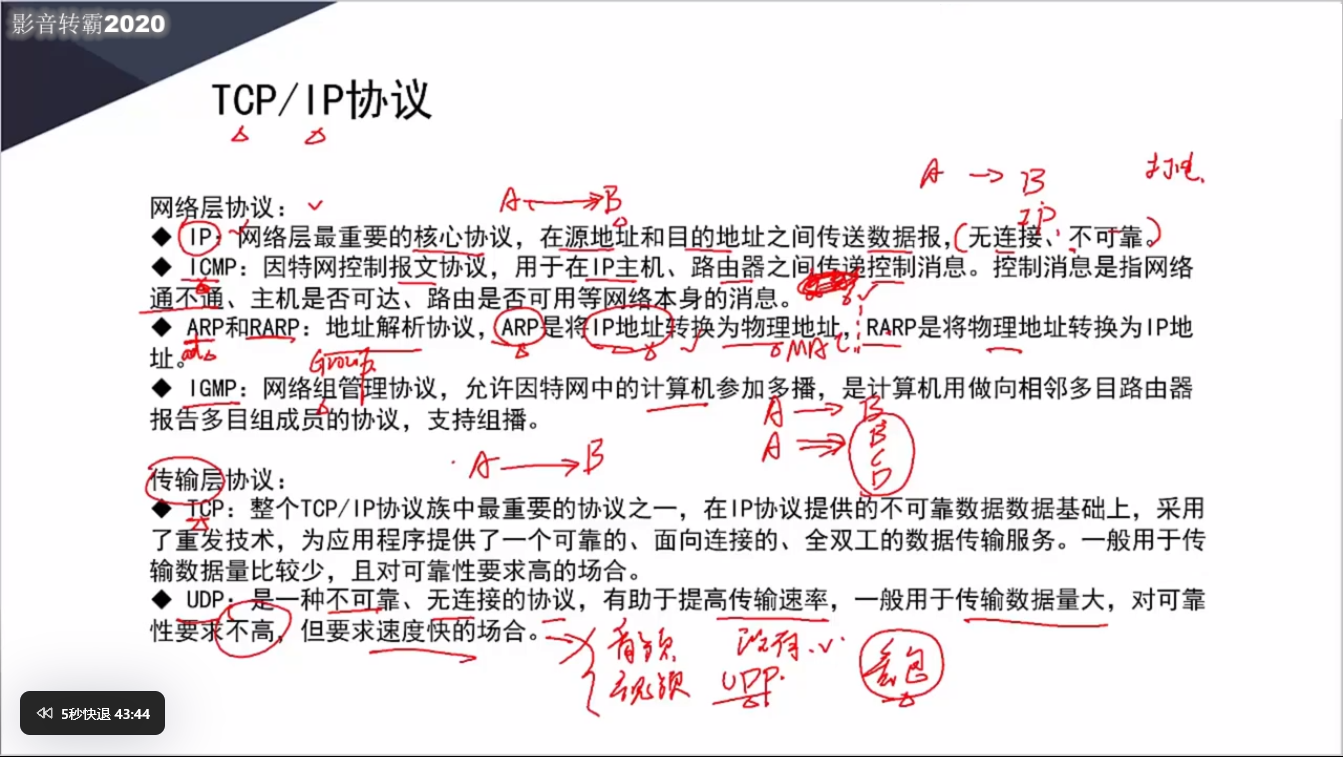 影音转霸2020
TCP/IP协议
A → B
打电
A → B
IP
网络层协议：
◆ IP：网络层最重要的核心协议，在源地址和目的地址之间传送数据报，(无连接、不可靠。)
◆ ICMP：因特网控制报文协议，用于在IP主机、路由器之间传递控制消息。控制消息是指网络
通不通、主机是否可达、路由是否可用等网络本身的消息。
◆ ARP和RARP：地址解析协议，ARP是将IP地址转换为物理地址，RARP是将物理地址转换为IP地
址。
ad
Group
MAC
◆ IGMP：网络组管理协议，允许因特网中的计算机参加多播，是计算机用做向相邻多目路由器
报告多目组成员的协议，支持组播。
A → B
A ⇒ B
C
D
A → B
传输层协议：
◆ TCP：整个TCP/IP协议族中最重要的协议之一，在IP协议提供的不可靠数据数据基础上，采用
了重发技术，为应用程序提供了一个可靠的、面向连接的、全双工的数据传输服务。一般用于传
输数据量比较少，且对可靠性要求高的场合。
◆ UDP：是一种不可靠、无连接的协议，有助于提高传输速率，一般用于传输数据量大，对可靠
性要求不高，但要求速度快的场合。
音频
视频 UDP
丢包
5秒快退 43:44